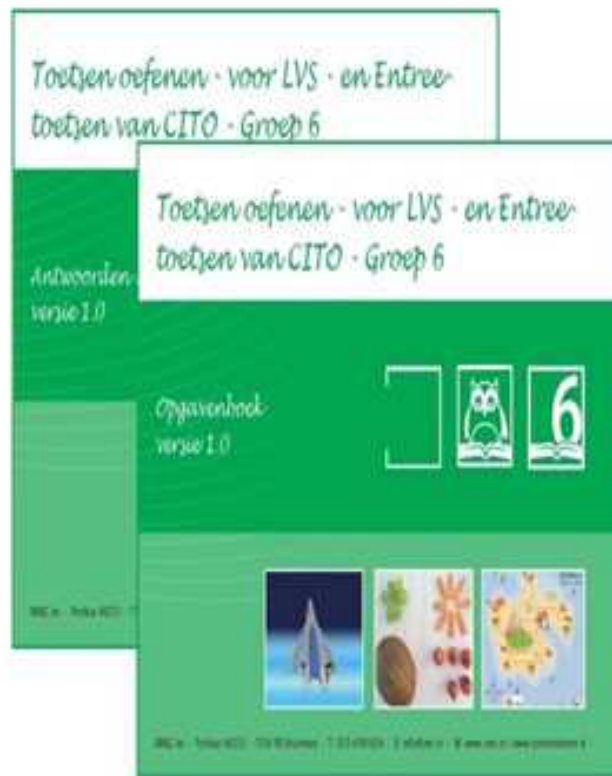 Toetsen oefenen - voor LVS - en Entree-
toetsen van CITO - Groep 6
Antwoorden
versie 1.0
Toetsen oefenen - voor LVS - en Entree-
toetsen van CITO - Groep 6
Opgavenboek
versie 1.0
6